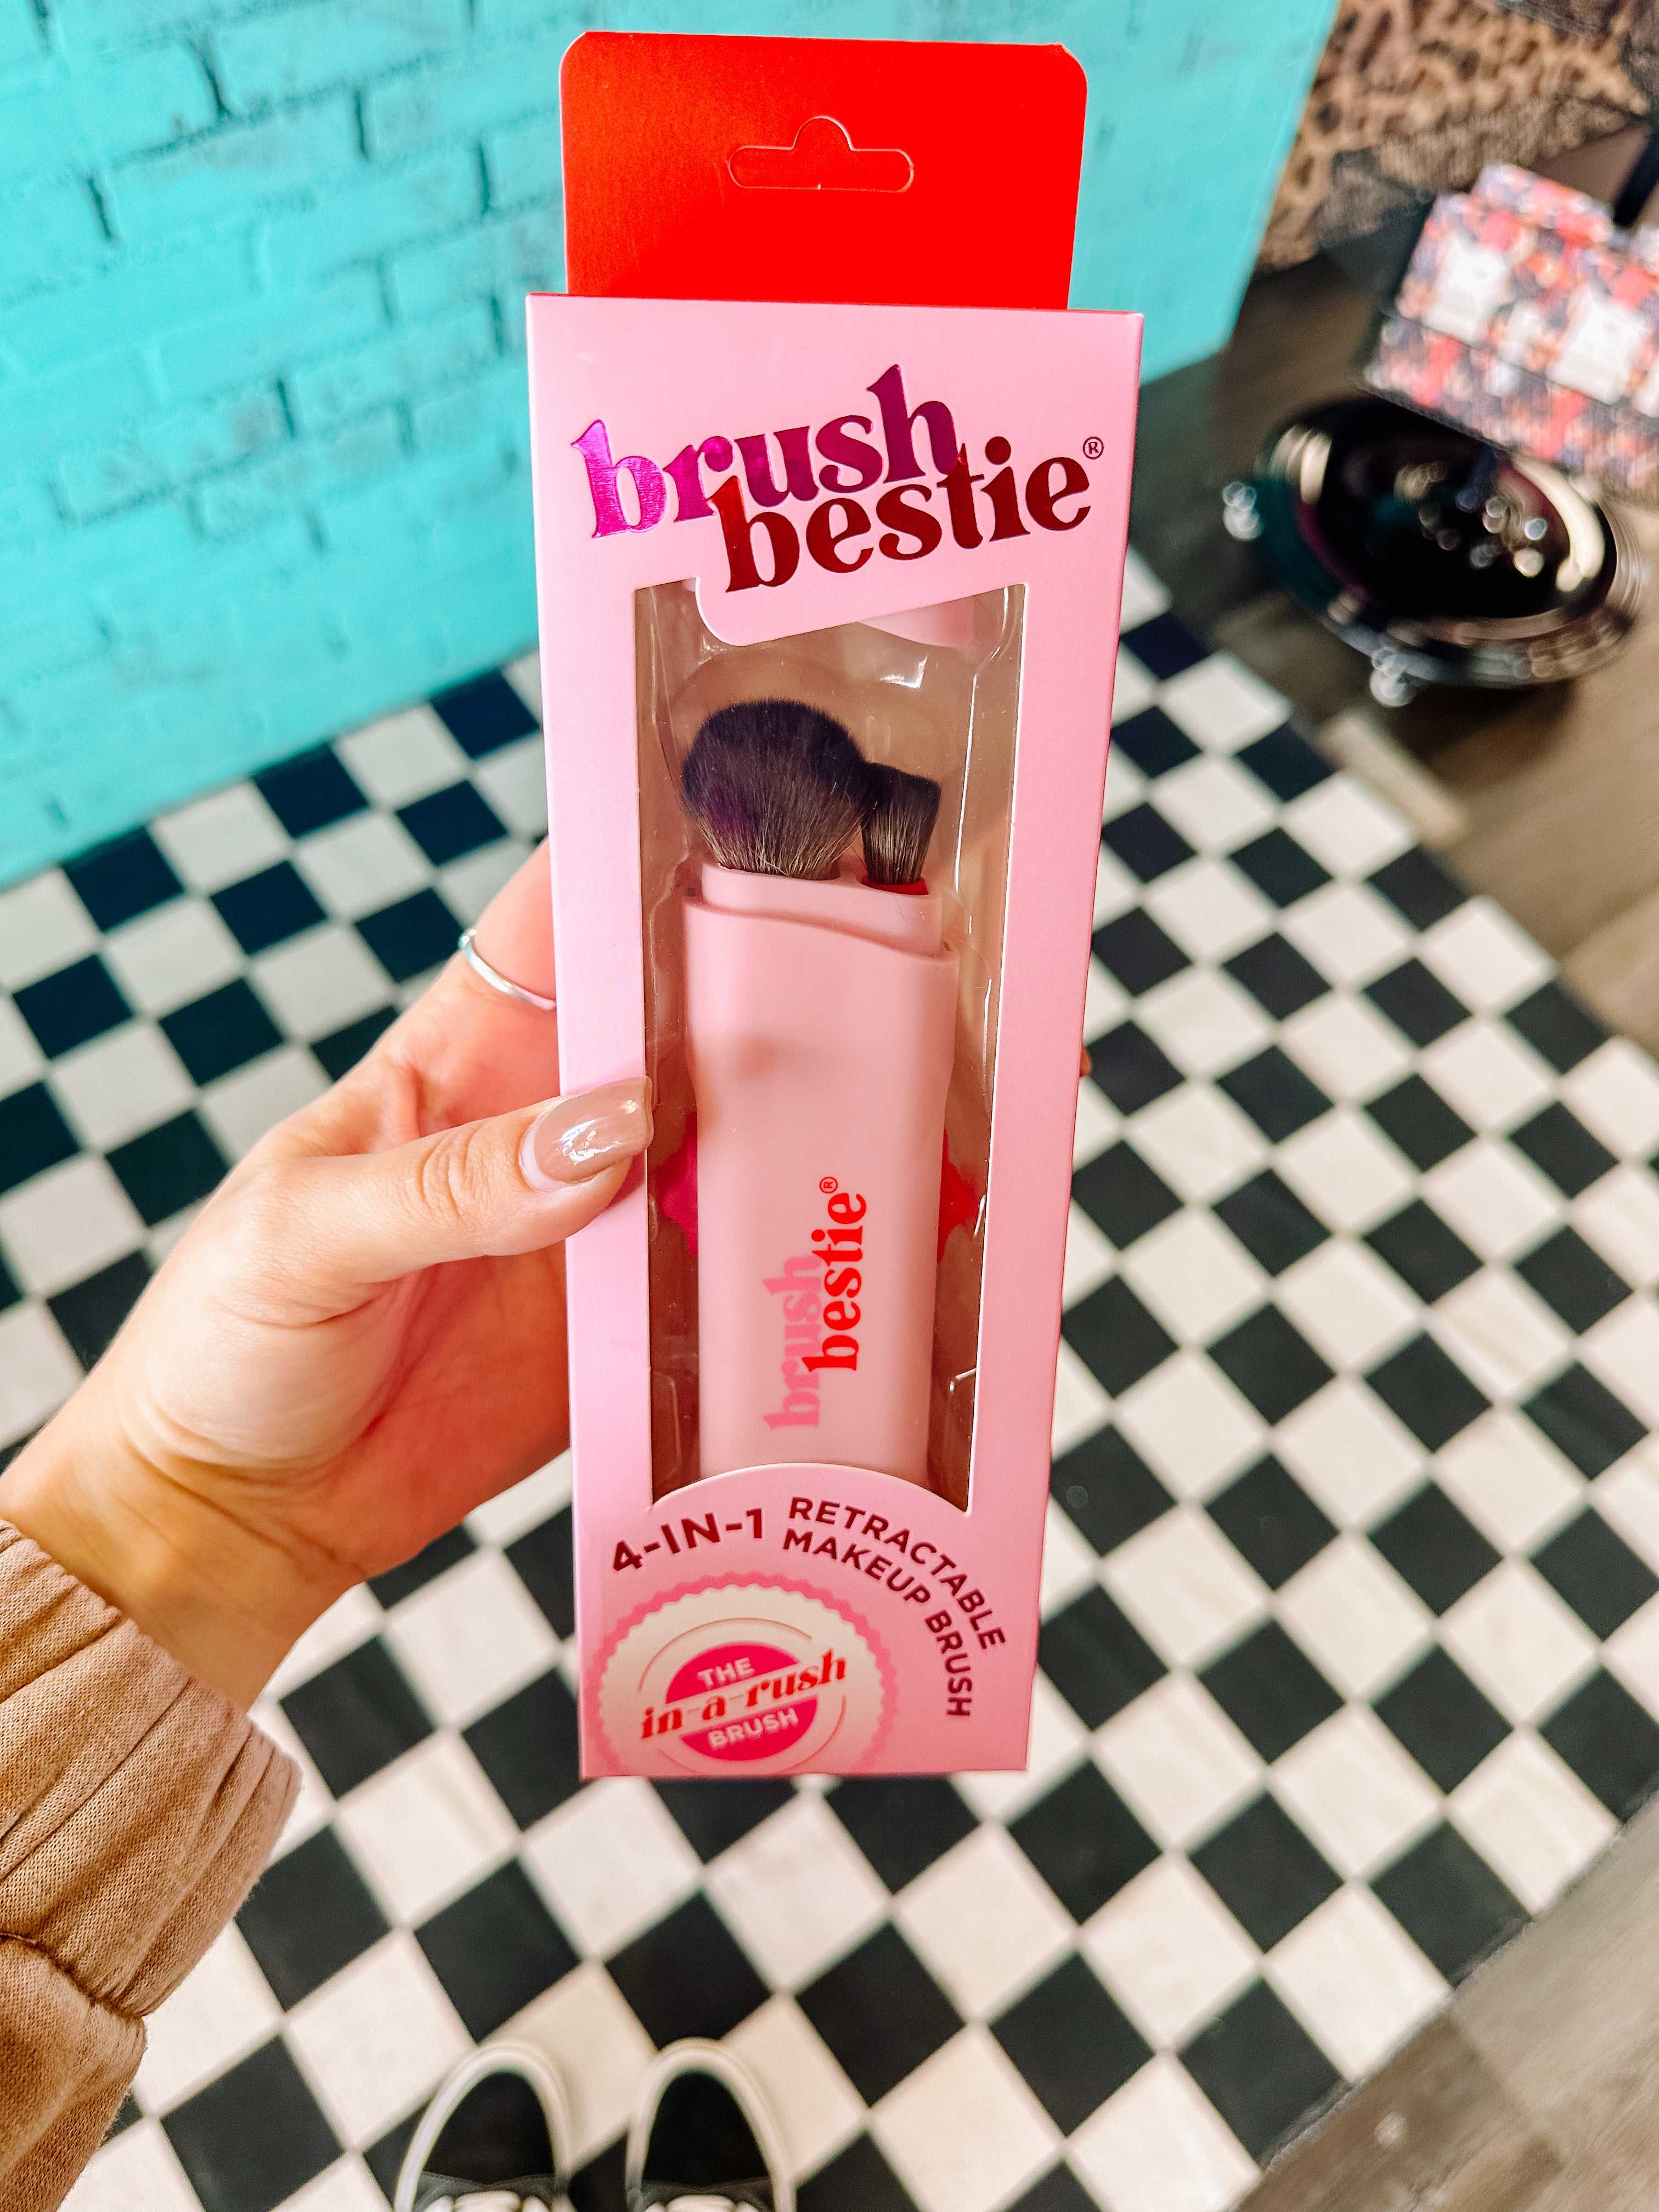 brush
bestie®
brush
bestie®
4-IN-1 RETRACTABLE
MAKEUP BRUSH
THE
in-a-rush
BRUSH